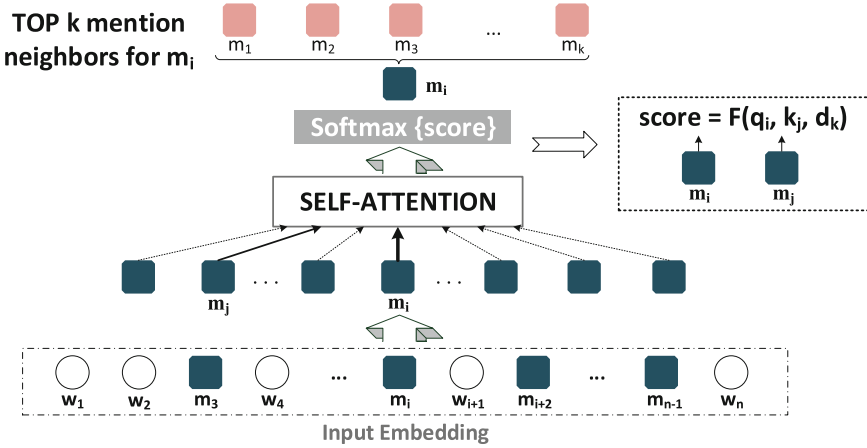 TOP k mention
neighbors for mi
m1 m2 m3 ... mk
mi
Softmax {score}
score = F(qi, kj, dk)
mi mj
SELF-ATTENTION
mj ... mi ...
w1 w2 m3 w4 ... mi wi+1 mi+2 ... mn-1 wn
Input Embedding